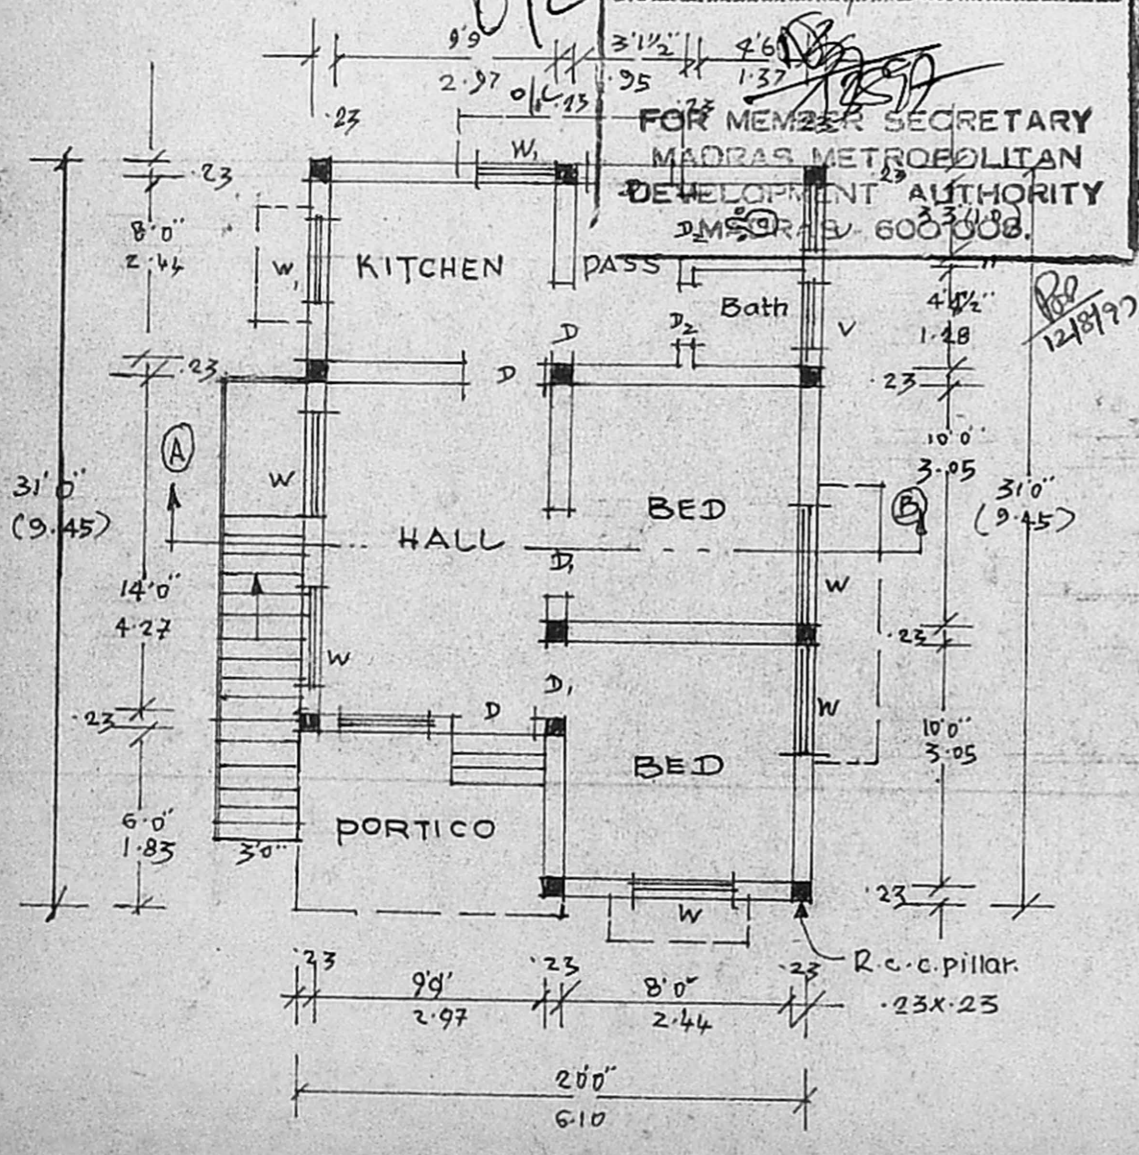 9'9
2.97
3'1½"
.95
4'6
1.37
.23
.23
FOR MEMBER SECRETARY
MADRAS METROPOLITAN
DEVELOPMENT AUTHORITY
MADRAS 600 008.
.23
.23
W₁
8'0"
2.44
W₁
KITCHEN
PASS
D₂
Bath
D₂
V
4'4½"
1.28
12/8/97
D
D
.23
.23
A
W
31'0"
(9.45)
10'0"
3.05
31'0"
(9.45)
BED
B
HALL
D₁
W
14'0"
4.27
W
.23
D₁
D
W
.23
10'0"
3.05
BED
PORTICO
6'0"
1.83
3'0"
W
.23
R.c.c. pillar.
.23x.23
.23
.23
.23
9'9"
2.97
8'0"
2.44
20'0"
6.10